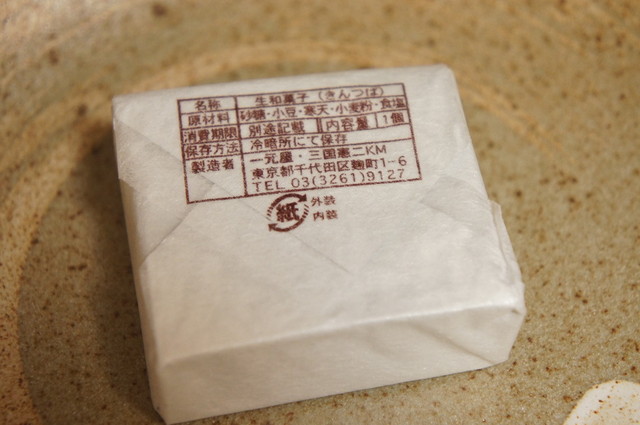 名称 生和菓子(きんつば)
原材料 砂糖・小豆・寒天・小麦粉・食塩
消費期限 別途記載 内容量 1個
保存方法 冷暗所にて保存
製造者 一元屋・三国憲二KM
東京都千代田区麹町1-6
TEL 03(3261)9127
紙 外装
内装